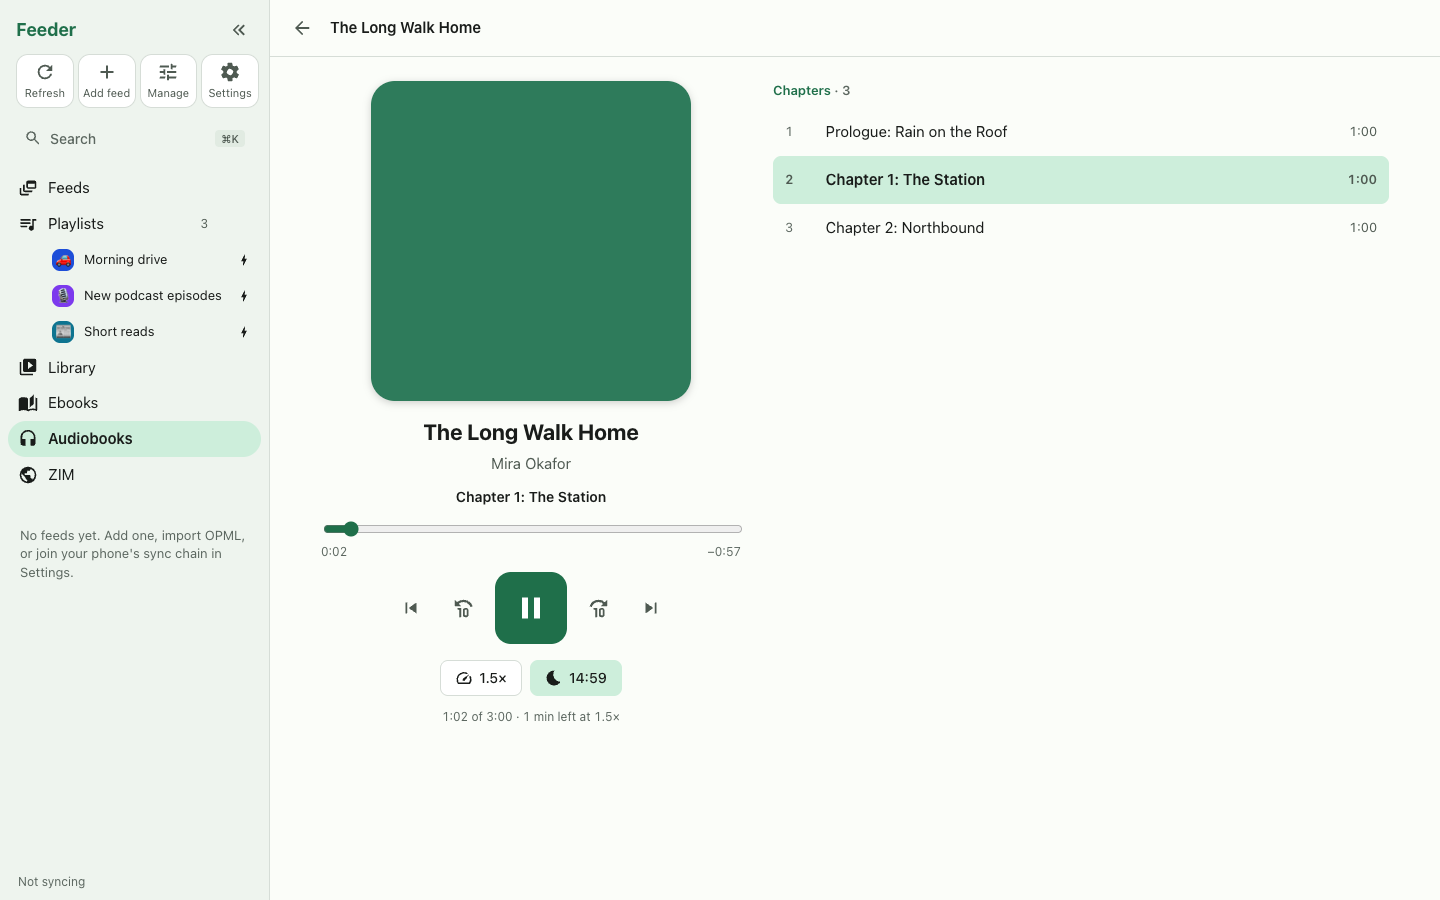 Feeder
Refresh
Add feed
Manage
Settings
Search
⌘K
Feeds
Playlists
3
Morning drive
New podcast episodes
Short reads
Library
Ebooks
Audiobooks
ZIM
No feeds yet. Add one, import OPML,
or join your phone's sync chain in
Settings.
Not syncing
The Long Walk Home
The Long Walk Home
Mira Okafor
Chapter 1: The Station
0:02
−0:57
10
10
1.5×
14:59
1:02 of 3:00 · 1 min left at 1.5×
Chapters · 3
1 Prologue: Rain on the Roof 1:00
2 Chapter 1: The Station 1:00
3 Chapter 2: Northbound 1:00